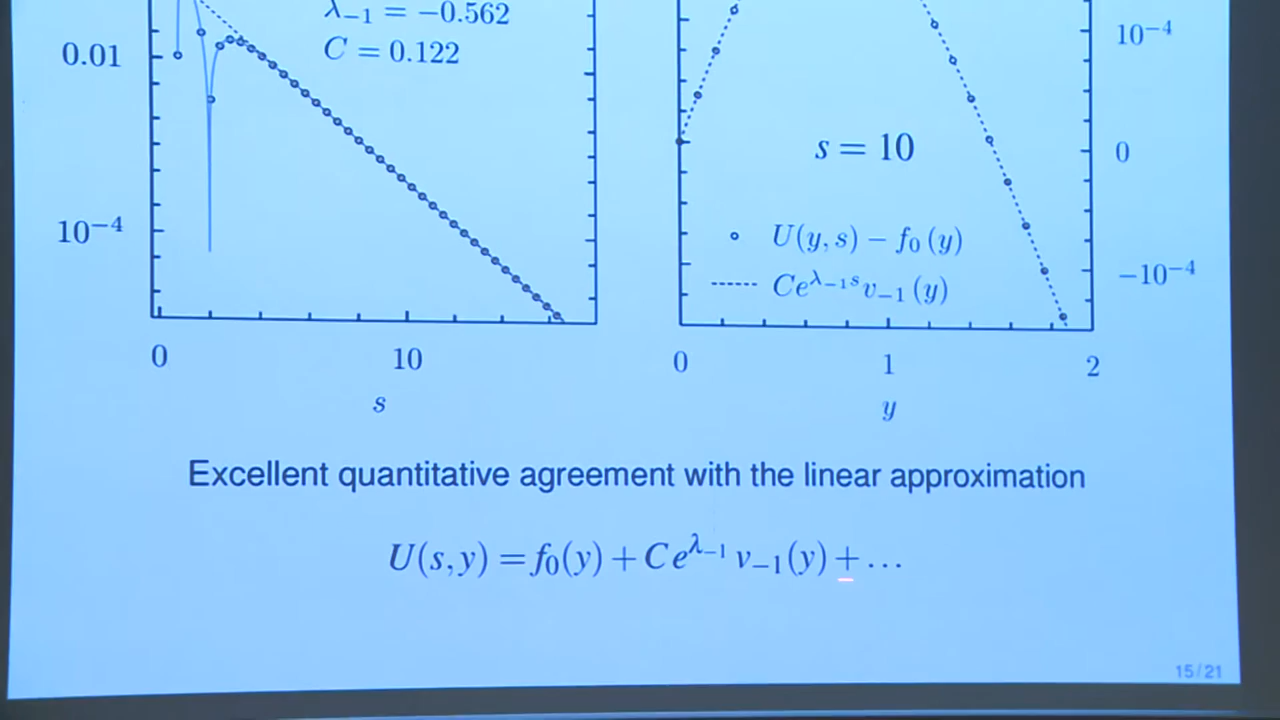 λ₋₁ = −0.562
C = 0.122
0.01
10⁻⁴
0
10
s
10⁻⁴
0
−10⁻⁴
s = 10
U(y, s) − f₀(y)
Ce^{λ₋₁s}v₋₁(y)
0
1
2
y
Excellent quantitative agreement with the linear approximation
U(s,y) = f₀(y) + Ce^{λ₋₁} v₋₁(y) + …
15/21